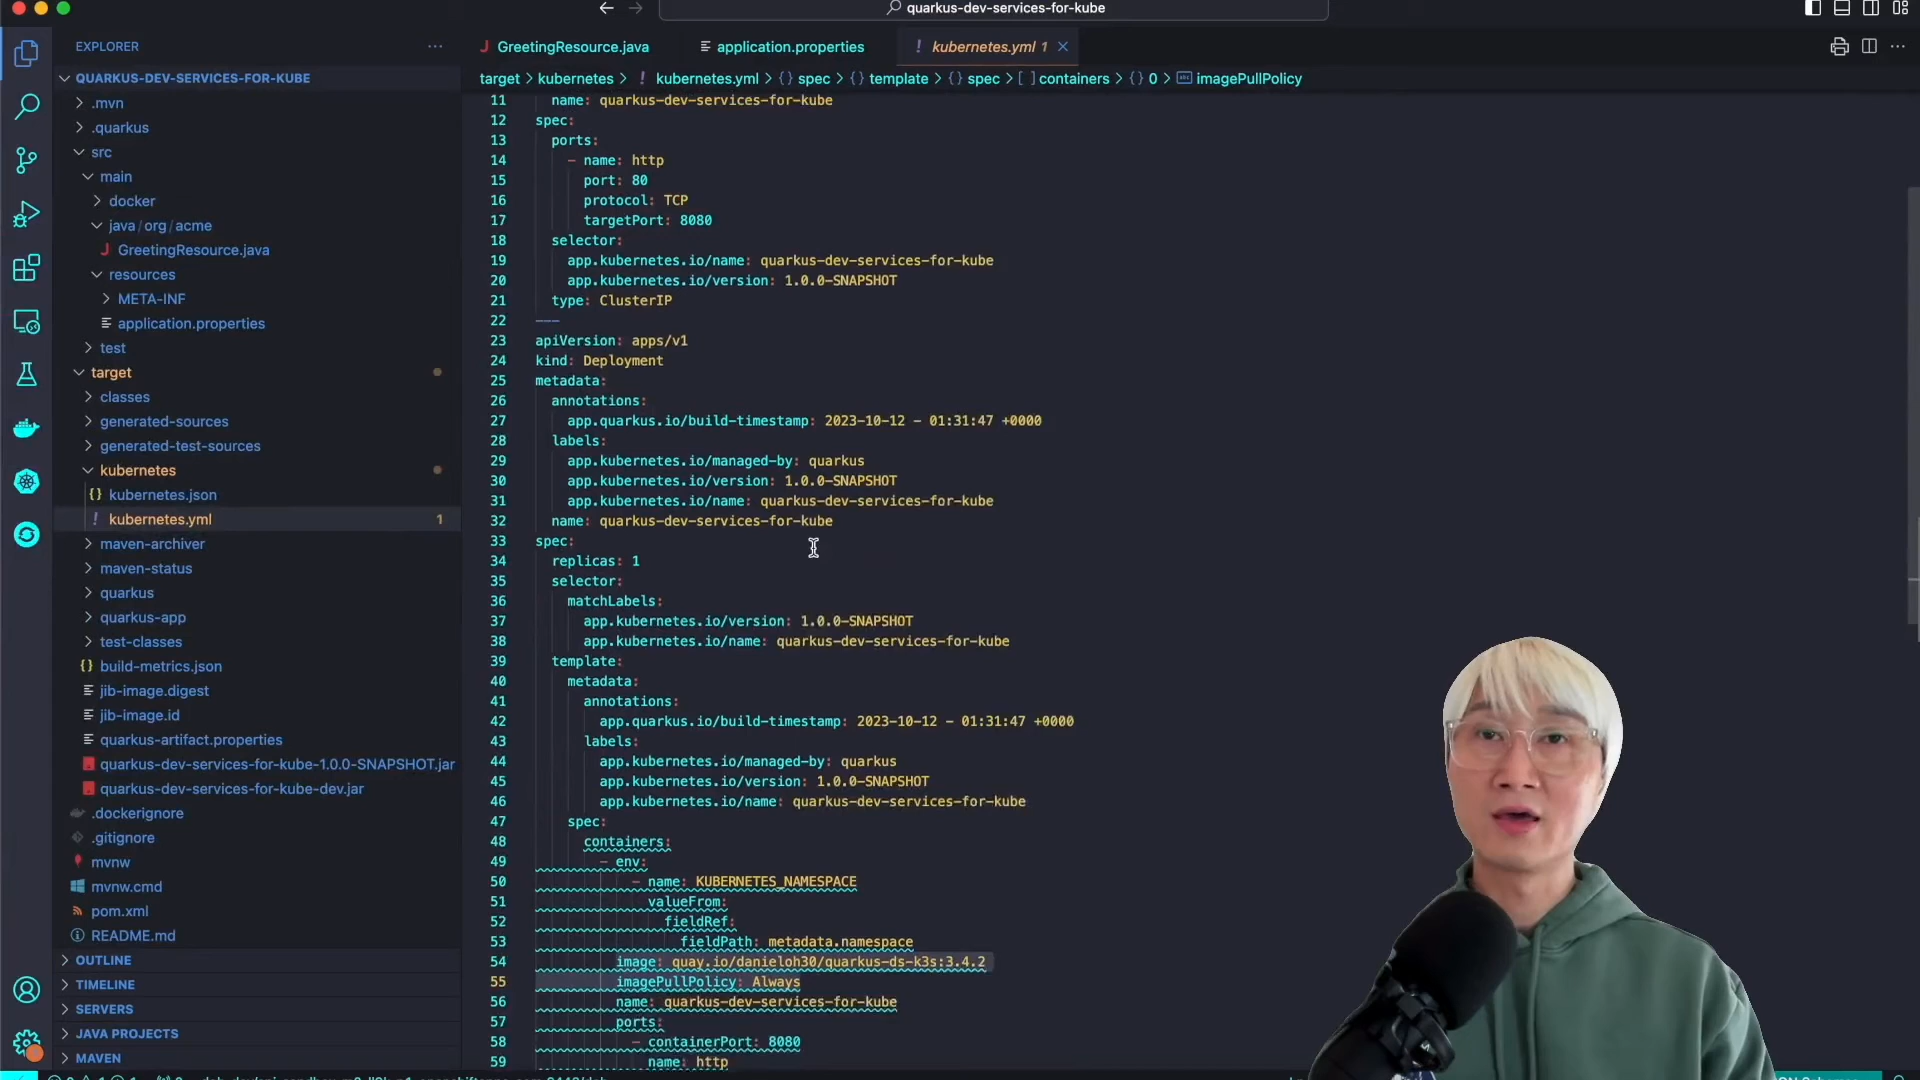 quarkus-dev-services-for-kube
EXPLORER
QUARKUS-DEV-SERVICES-FOR-KUBE
.mvn
.quarkus
src
main
docker
java/org/acme
GreetingResource.java
resources
META-INF
application.properties
test
target
classes
generated-sources
generated-test-sources
kubernetes
kubernetes.json
kubernetes.yml 1
maven-archiver
maven-status
quarkus
quarkus-app
test-classes
build-metrics.json
jib-image.digest
jib-image.id
quarkus-artifact.properties
quarkus-dev-services-for-kube-1.0.0-SNAPSHOT.jar
quarkus-dev-services-for-kube-dev.jar
.dockerignore
.gitignore
mvnw
mvnw.cmd
pom.xml
README.md
OUTLINE
TIMELINE
SERVERS
JAVA PROJECTS
MAVEN
GreetingResource.java application.properties kubernetes.yml 1
target > kubernetes > ! kubernetes.yml > {} spec > {} template > {} spec > [ ] containers > {} 0 > imagePullPolicy
11 name: quarkus-dev-services-for-kube
12 spec:
13 ports:
14 - name: http
15 port: 80
16 protocol: TCP
17 targetPort: 8080
18 selector:
19 app.kubernetes.io/name: quarkus-dev-services-for-kube
20 app.kubernetes.io/version: 1.0.0-SNAPSHOT
21 type: ClusterIP
22 ---
23 apiVersion: apps/v1
24 kind: Deployment
25 metadata:
26 annotations:
27 app.quarkus.io/build-timestamp: 2023-10-12 - 01:31:47 +0000
28 labels:
29 app.kubernetes.io/managed-by: quarkus
30 app.kubernetes.io/version: 1.0.0-SNAPSHOT
31 app.kubernetes.io/name: quarkus-dev-services-for-kube
32 name: quarkus-dev-services-for-kube
33 spec:
34 replicas: 1
35 selector:
36 matchLabels:
37 app.kubernetes.io/version: 1.0.0-SNAPSHOT
38 app.kubernetes.io/name: quarkus-dev-services-for-kube
39 template:
40 metadata:
41 annotations:
42 app.quarkus.io/build-timestamp: 2023-10-12 - 01:31:47 +0000
43 labels:
44 app.kubernetes.io/managed-by: quarkus
45 app.kubernetes.io/version: 1.0.0-SNAPSHOT
46 app.kubernetes.io/name: quarkus-dev-services-for-kube
47 spec:
48 containers:
49 - env:
50 - name: KUBERNETES_NAMESPACE
51 valueFrom:
52 fieldRef:
53 fieldPath: metadata.namespace
54 image: quay.io/danieloh30/quarkus-ds-k3s:3.4.2
55 imagePullPolicy: Always
56 name: quarkus-dev-services-for-kube
57 ports:
58 - containerPort: 8080
59 name: http